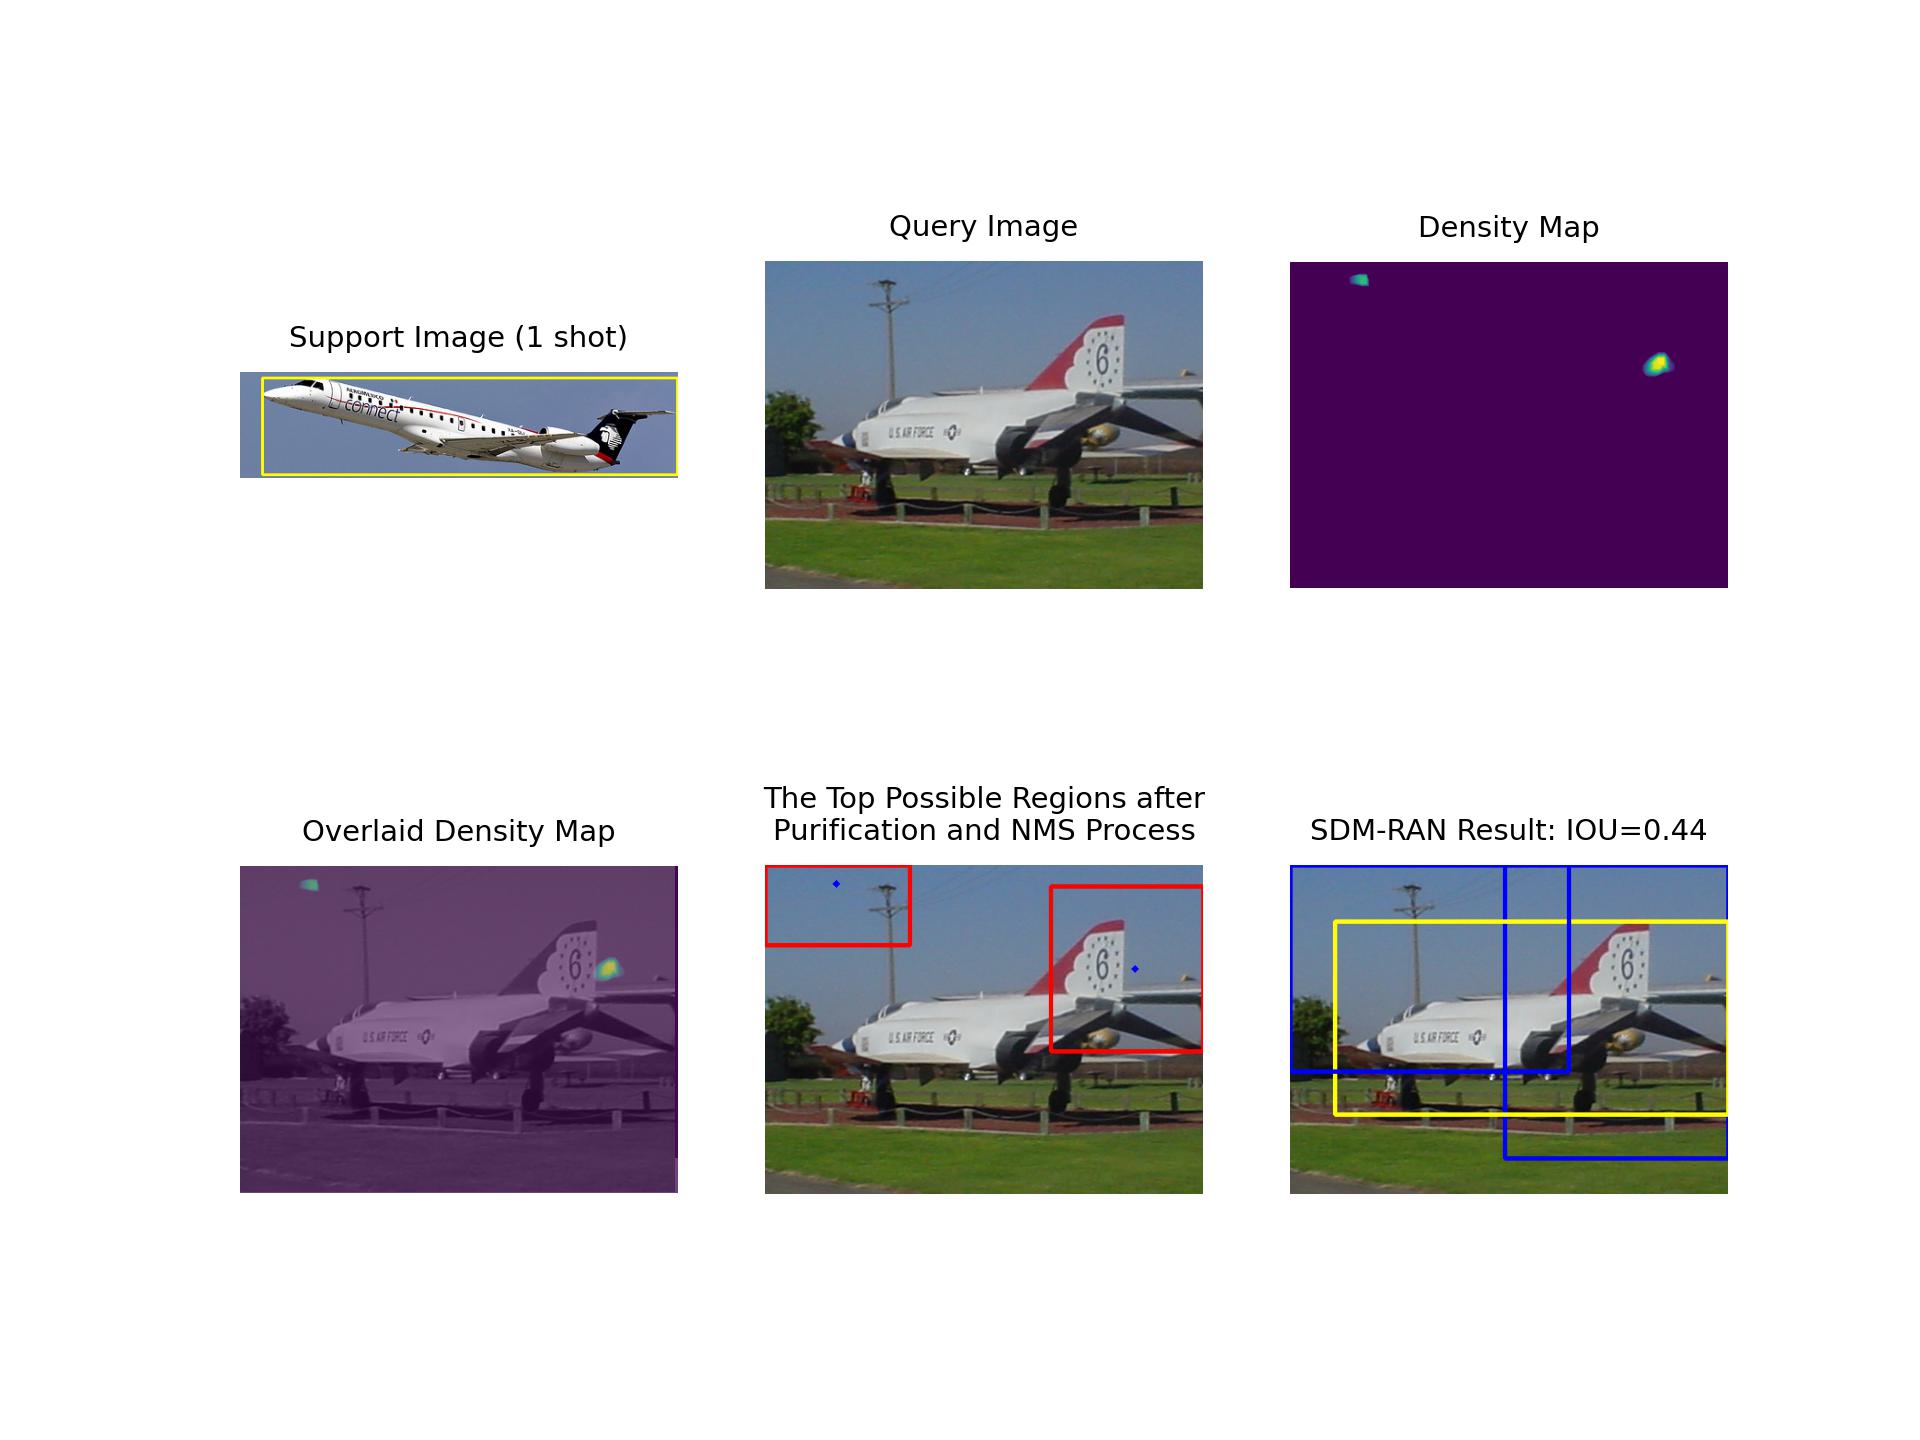 Query Image
Density Map
Support Image (1 shot)
AEROMEXICO
connect
6
U.S. AIR FORCE
Overlaid Density Map
The Top Possible Regions after
Purification and NMS Process
SDM-RAN Result: IOU=0.44
6
U.S. AIR FORCE
6
U.S. AIR FORCE
6
U.S. AIR FORCE